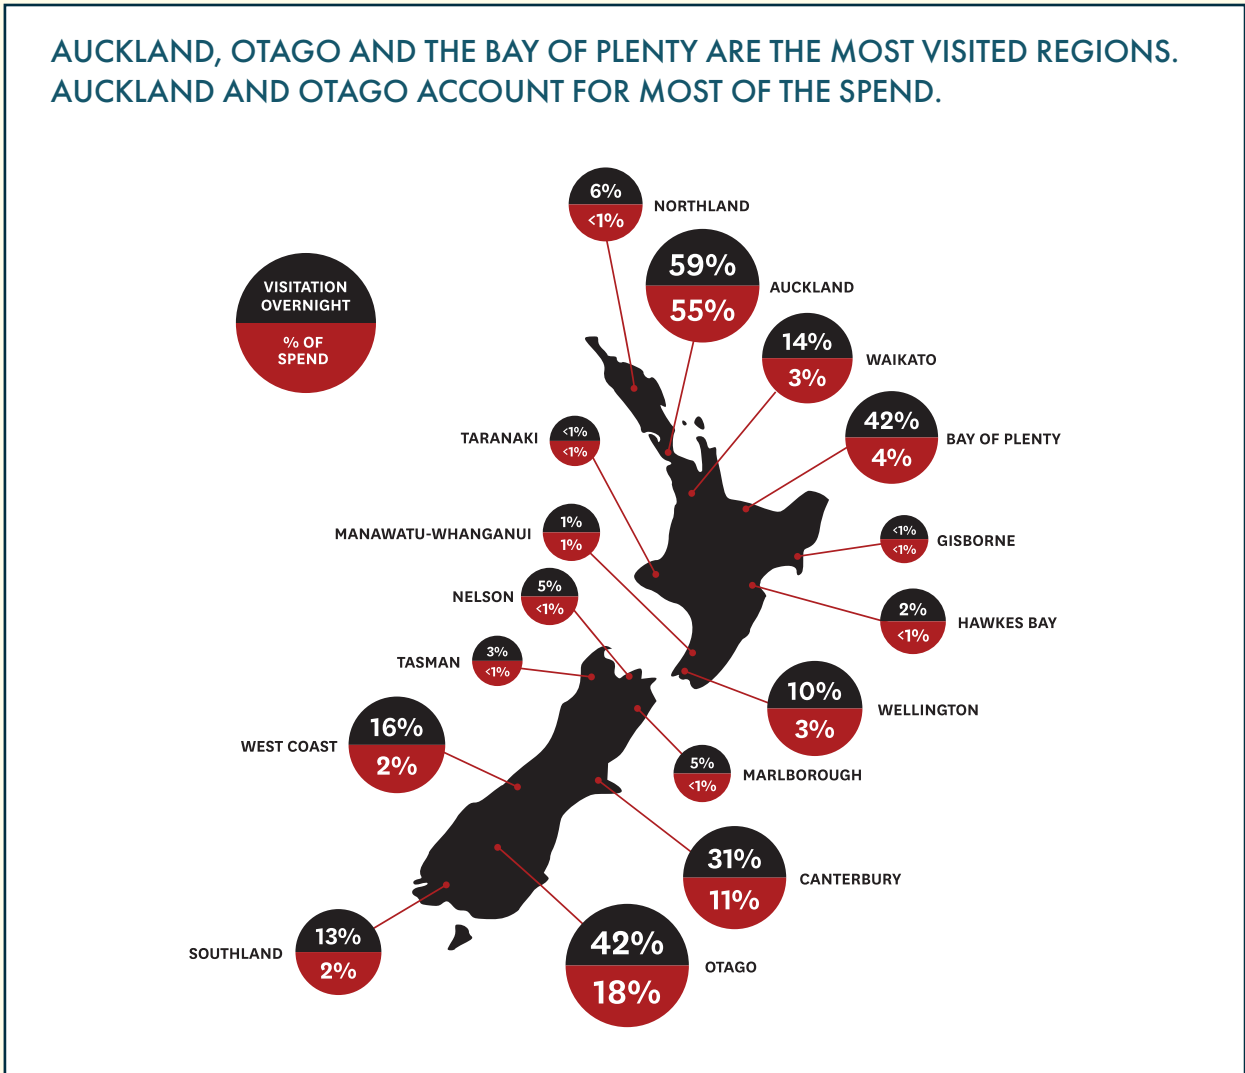 AUCKLAND, OTAGO AND THE BAY OF PLENTY ARE THE MOST VISITED REGIONS.
AUCKLAND AND OTAGO ACCOUNT FOR MOST OF THE SPEND.
6%
<1%
NORTHLAND
59%
55%
AUCKLAND
VISITATION
OVERNIGHT
% OF
SPEND
14%
3%
WAIKATO
42%
4%
BAY OF PLENTY
TARANAKI
<1%
<1%
MANAWATU-WHANGANUI
1%
1%
<1%
<1%
GISBORNE
NELSON
5%
<1%
2%
<1%
HAWKES BAY
TASMAN
3%
<1%
10%
3%
WELLINGTON
WEST COAST
16%
2%
5%
<1%
MARLBOROUGH
31%
11%
CANTERBURY
SOUTHLAND
13%
2%
42%
18%
OTAGO